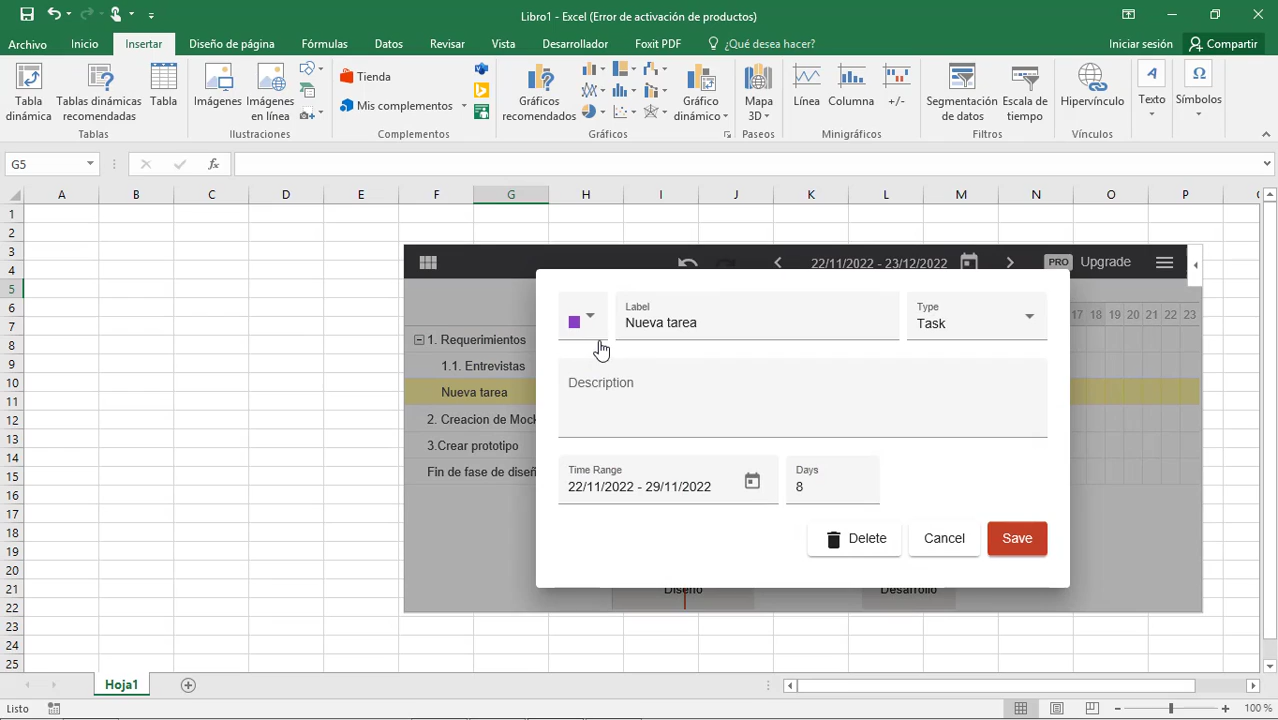 Libro1 - Excel (Error de activación de productos)
Archivo Inicio Insertar Diseño de página Fórmulas Datos Revisar Vista Desarrollador Foxit PDF ¿Qué desea hacer? Iniciar sesión Compartir
Tabla dinámica
Tablas dinámicas recomendadas
Tabla
Tablas
Imágenes
Imágenes en línea
Ilustraciones
Tienda
Mis complementos
Complementos
Gráficos recomendados
Gráfico dinámico
Gráficos
Mapa 3D
Paseos
Línea
Columna
+/-
Minigráficos
Segmentación de datos
Escala de tiempo
Filtros
Hipervínculo
Vínculos
Texto
Símbolos
G5
fx
A B C D E F G H I J K L M N O P
1
2
3
4
5
6
7
8
9
10
11
12
13
14
15
16
17
18
19
20
21
22
23
24
25
22/11/2022 - 23/12/2022
PRO Upgrade
17 18 19 20 21 22 23
1. Requerimientos
1.1. Entrevistas
Nueva tarea
2. Creacion de Mock
3.Crear prototipo
Fin de fase de diseñ
Label
Nueva tarea
Type
Task
Description
Time Range
22/11/2022 - 29/11/2022
Days
8
Delete
Cancel
Save
Diseño
Desarrollo
Hoja1
Listo
100 %